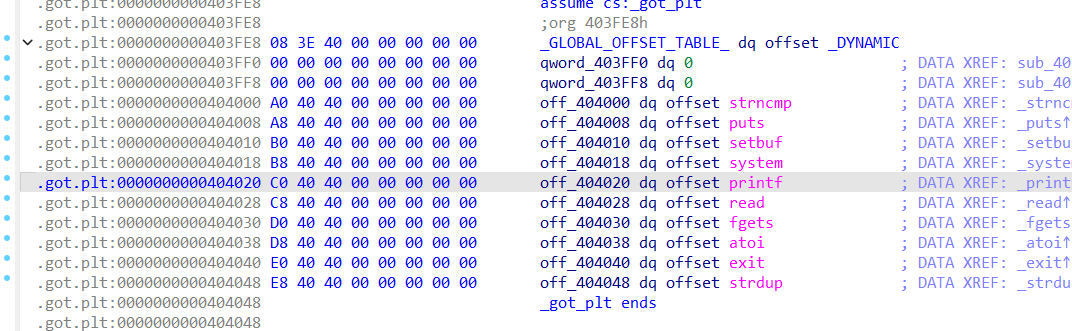 .got.plt:0000000000403FE8 assume cs:_got_plt
.got.plt:0000000000403FE8 ;org 403FE8h
.got.plt:0000000000403FE8 08 3E 40 00 00 00 00 00 _GLOBAL_OFFSET_TABLE_ dq offset _DYNAMIC
.got.plt:0000000000403FF0 00 00 00 00 00 00 00 00 qword_403FF0 dq 0 ; DATA XREF: sub_40
.got.plt:0000000000403FF8 00 00 00 00 00 00 00 00 qword_403FF8 dq 0 ; DATA XREF: sub_40
.got.plt:0000000000404000 A0 40 40 00 00 00 00 00 off_404000 dq offset strncmp ; DATA XREF: _strnc
.got.plt:0000000000404008 A8 40 40 00 00 00 00 00 off_404008 dq offset puts ; DATA XREF: _puts↑
.got.plt:0000000000404010 B0 40 40 00 00 00 00 00 off_404010 dq offset setbuf ; DATA XREF: _setbu
.got.plt:0000000000404018 B8 40 40 00 00 00 00 00 off_404018 dq offset system ; DATA XREF: _syste
.got.plt:0000000000404020 C0 40 40 00 00 00 00 00 off_404020 dq offset printf ; DATA XREF: _print
.got.plt:0000000000404028 C8 40 40 00 00 00 00 00 off_404028 dq offset read ; DATA XREF: _read↑
.got.plt:0000000000404030 D0 40 40 00 00 00 00 00 off_404030 dq offset fgets ; DATA XREF: _fgets
.got.plt:0000000000404038 D8 40 40 00 00 00 00 00 off_404038 dq offset atoi ; DATA XREF: _atoi↑
.got.plt:0000000000404040 E0 40 40 00 00 00 00 00 off_404040 dq offset exit ; DATA XREF: _exit↑
.got.plt:0000000000404048 E8 40 40 00 00 00 00 00 off_404048 dq offset strdup ; DATA XREF: _strdu
.got.plt:0000000000404048 _got_plt ends
.got.plt:0000000000404048